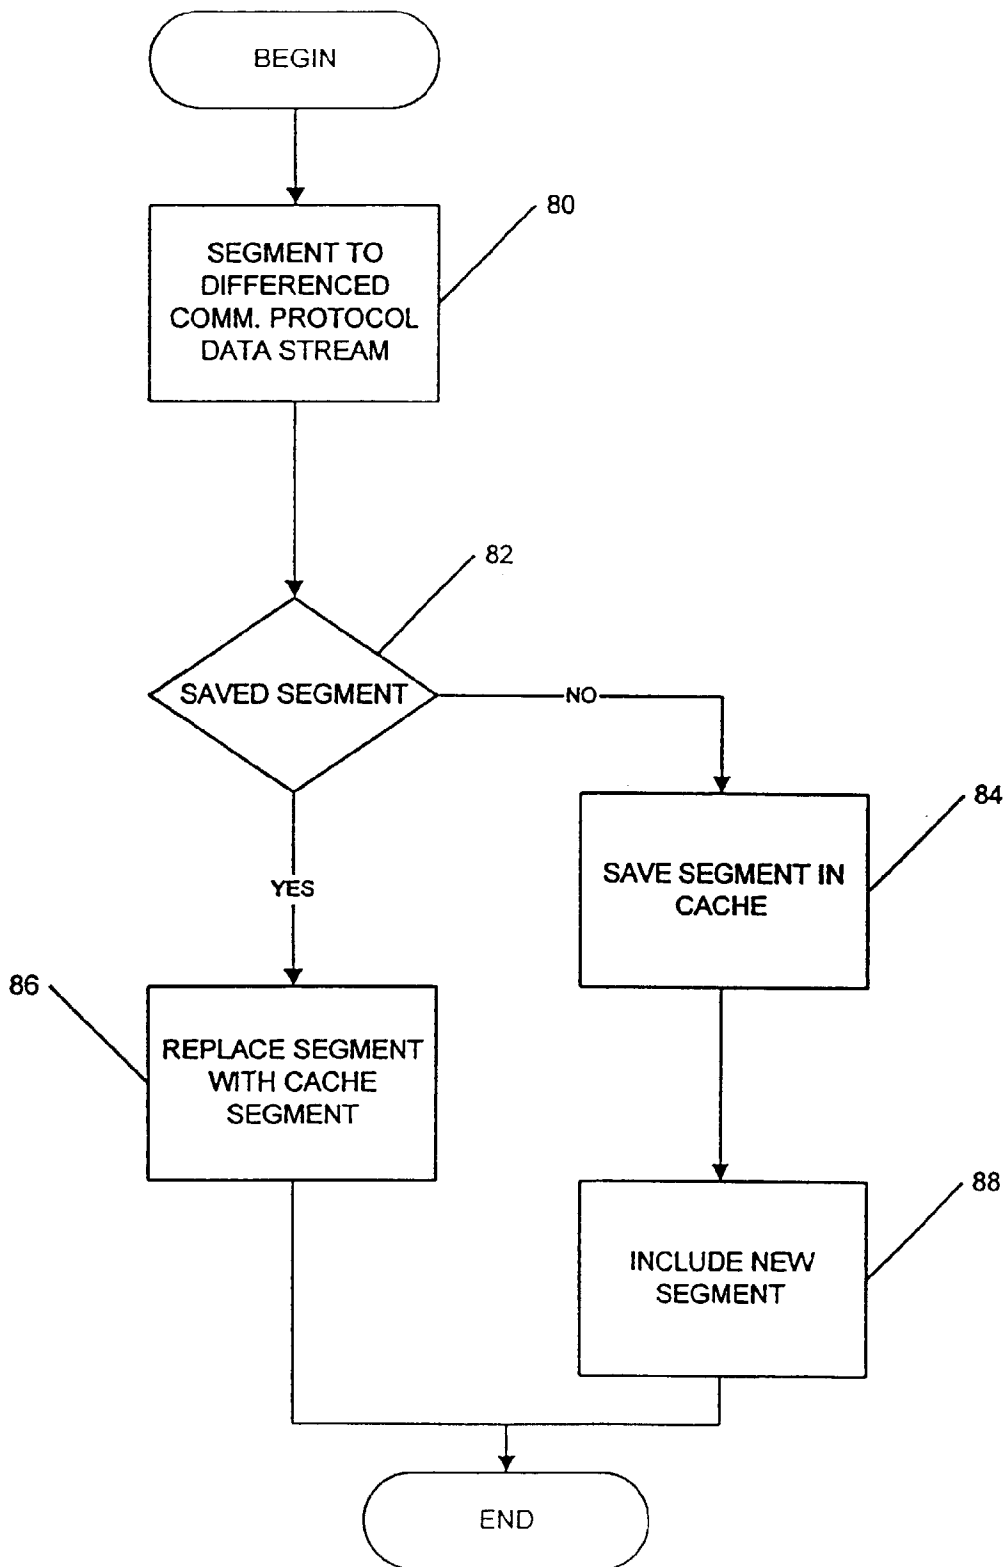 BEGIN
80
SEGMENT TO
DIFFERENCED
COMM. PROTOCOL
DATA STREAM
82
SAVED SEGMENT
NO
84
SAVE SEGMENT IN
CACHE
YES
86
REPLACE SEGMENT
WITH CACHE
SEGMENT
88
INCLUDE NEW
SEGMENT
END